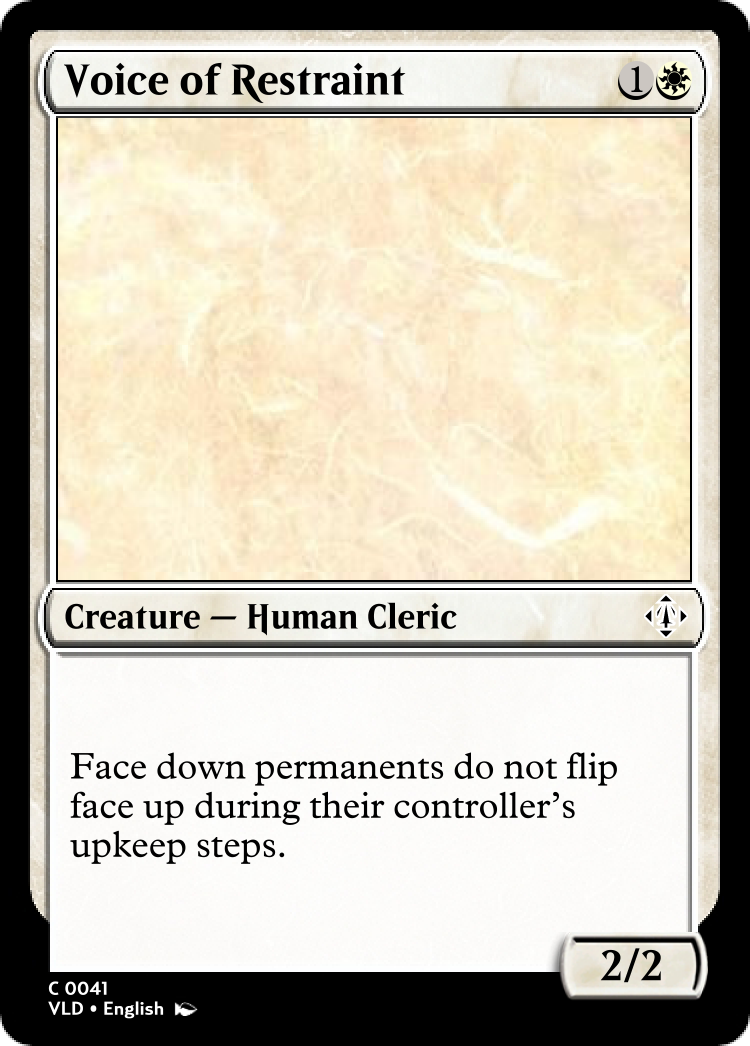 Voice of Restraint
1
Creature — Human Cleric
Face down permanents do not flip
face up during their controller's
upkeep steps.
2/2
C 0041
VLD • English